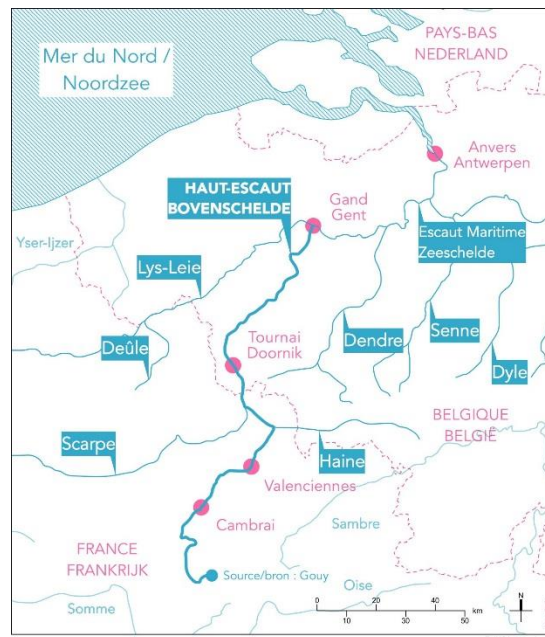 PAYS-BAS
NEDERLAND
Mer du Nord /
Noordzee
Anvers
Antwerpen
HAUT-ESCAUT
BOVENSCHELDE
Gand
Gent
Escaut Maritime
Zeeschelde
Yser-Ijzer
Lys-Leie
Deûle
Tournai
Doornik
Dendre
Senne
Dyle
BELGIQUE
BELGIË
Scarpe
Haine
Valenciennes
Cambrai
Sambre
FRANCE
FRANKRIJK
Source/bron : Gouy
Oise
Somme
0 20 40
10 30 50
km
N